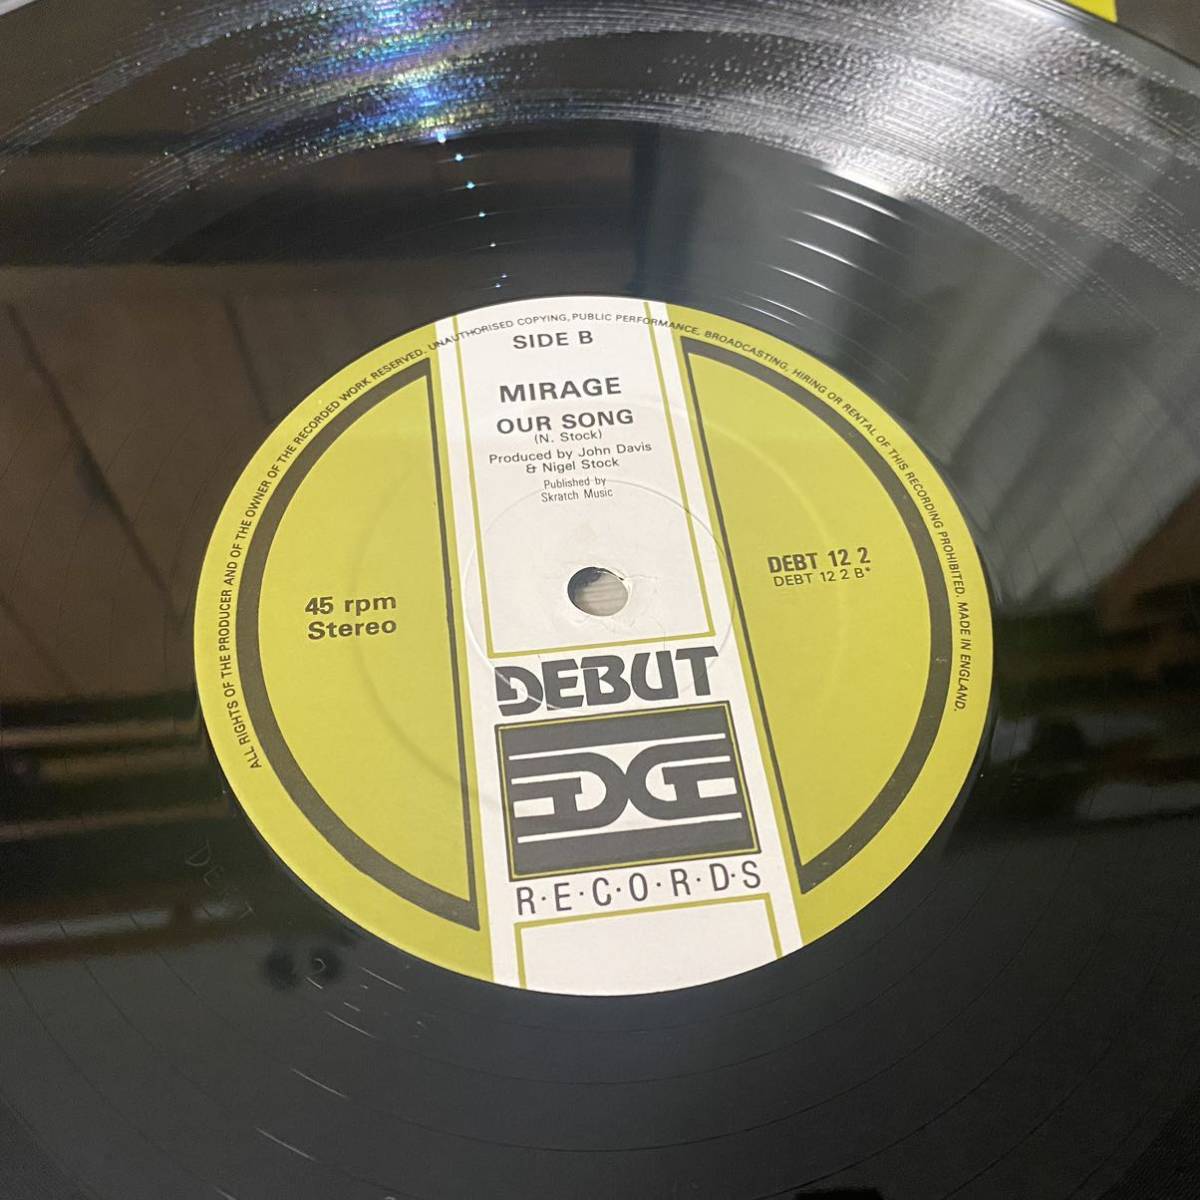 ALL RIGHTS OF THE PRODUCER AND OF THE OWNER OF THE RECORDED WORK RESERVED. UNAUTHORISED COPYING, PUBLIC PERFORMANCE, BROADCASTING, HIRING OR RENTAL OF THIS RECORDING PROHIBITED. MADE IN ENGLAND.
SIDE B
MIRAGE
OUR SONG
(N. Stock)
Produced by John Davis
& Nigel Stock
Published by
Skratch Music
45 rpm
Stereo
DEBT 12 2
DEBT 12 2 B*
DEBUT
R·E·C·O·R·D·S